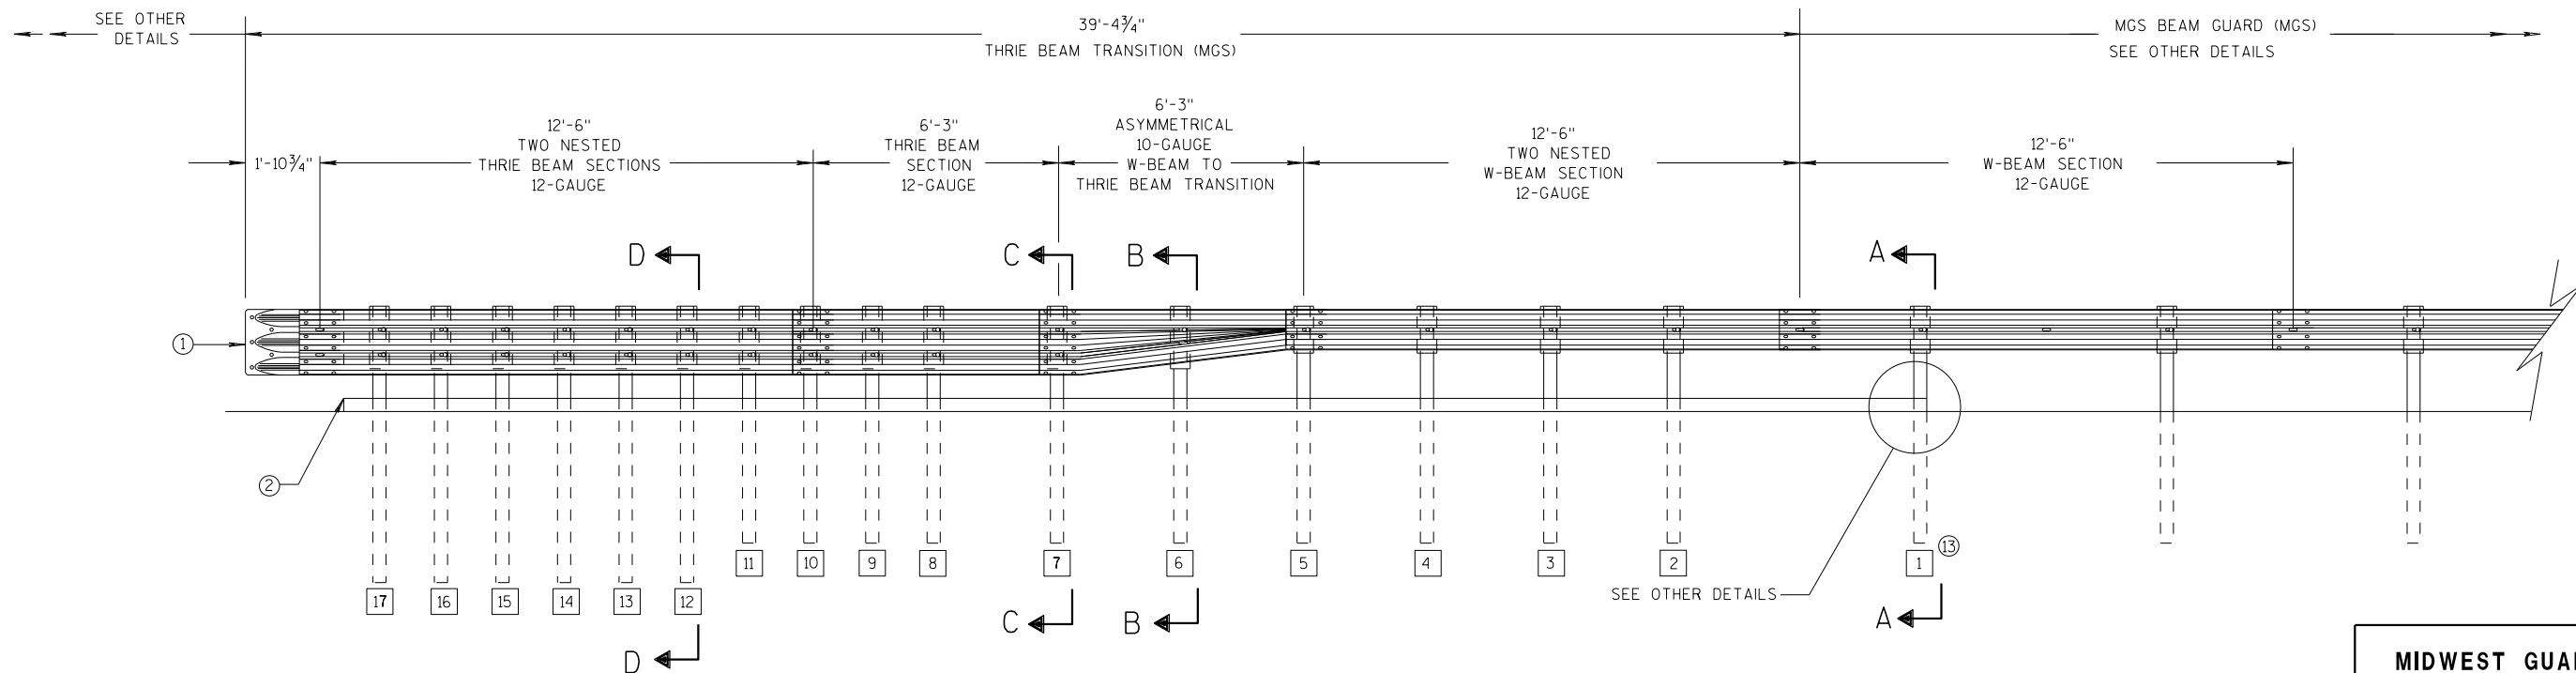 SEE OTHER
DETAILS
39'-4¾"
THRIE BEAM TRANSITION (MGS)
MGS BEAM GUARD (MGS)
SEE OTHER DETAILS
1'-10¾"
12'-6"
TWO NESTED
THRIE BEAM SECTIONS
12-GAUGE
6'-3"
THRIE BEAM
SECTION
12-GAUGE
6'-3"
ASYMMETRICAL
10-GAUGE
W-BEAM TO
THRIE BEAM TRANSITION
12'-6"
TWO NESTED
W-BEAM SECTION
12-GAUGE
12'-6"
W-BEAM SECTION
12-GAUGE
D
C
B
A
1
2
17
16
15
14
13
12
11
10
9
8
7
6
5
4
3
2
1
13
SEE OTHER DETAILS
D
C
B
A
MIDWEST GUA